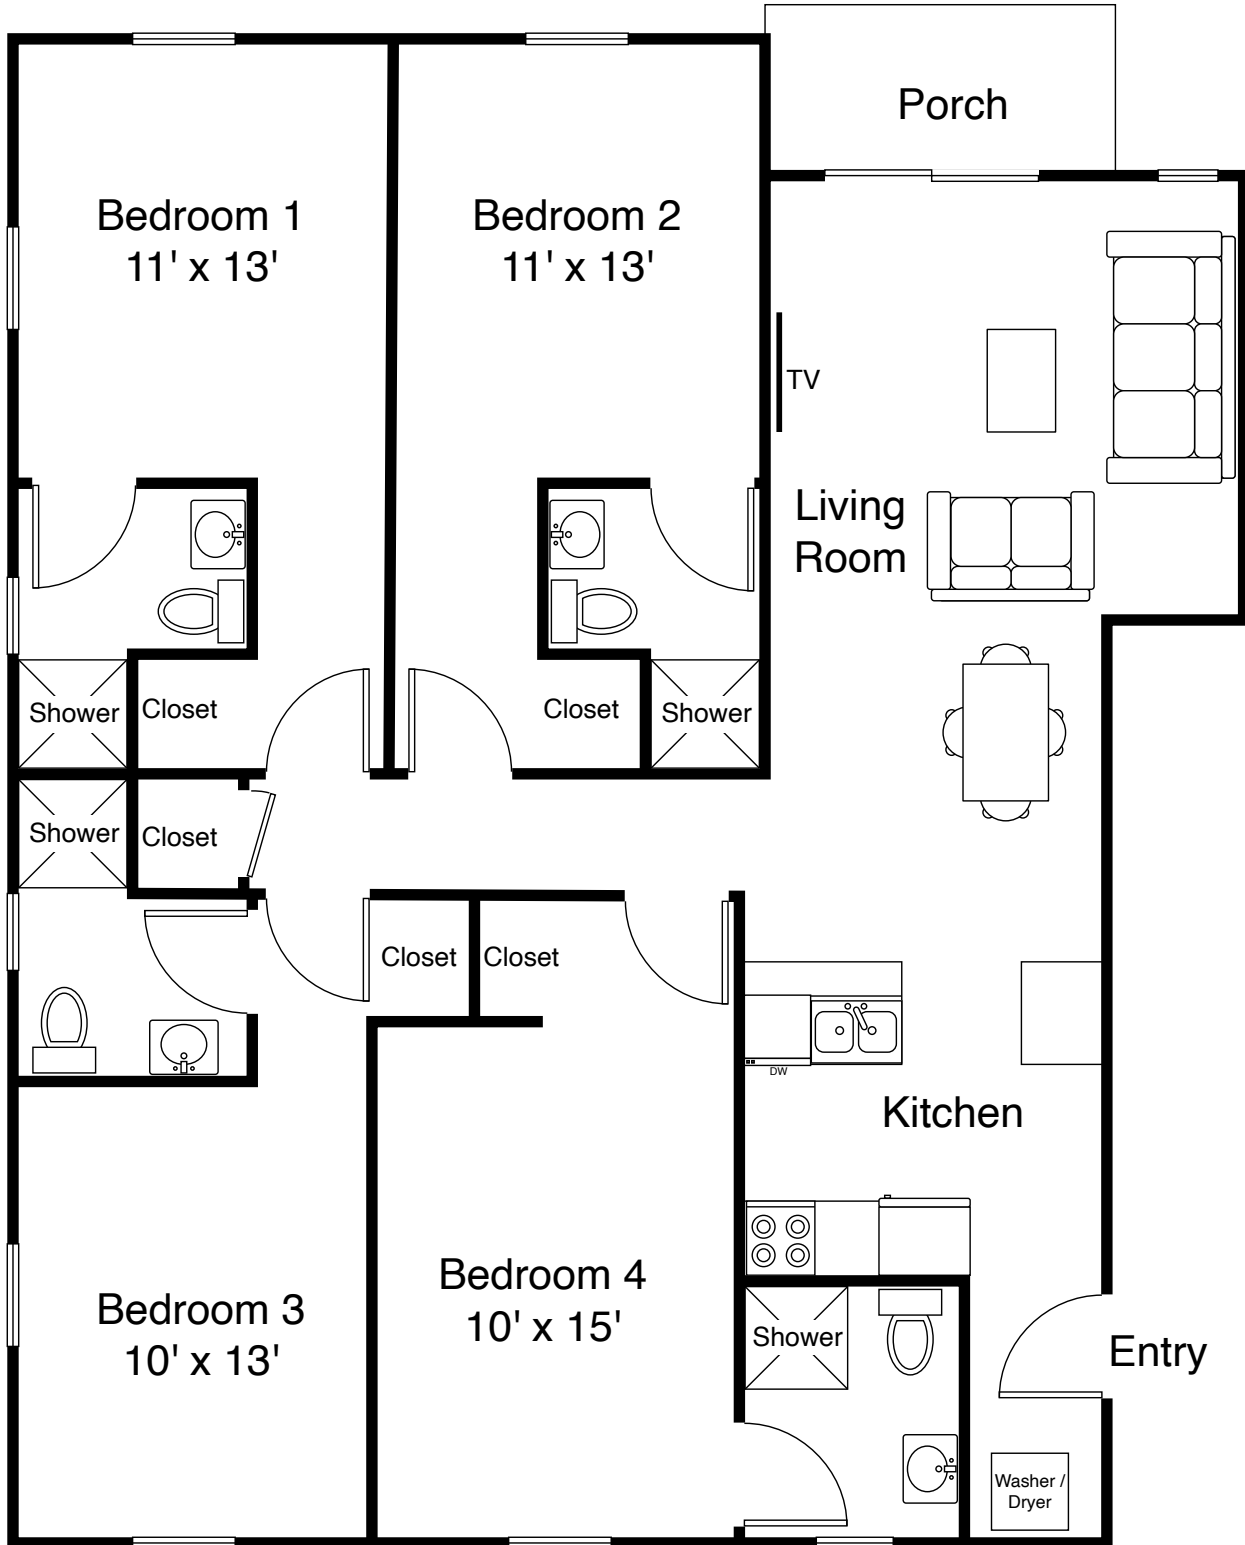 Porch
Bedroom 1
11' x 13'
Bedroom 2
11' x 13'
TV
Living
Room
Shower
Closet
Closet
Shower
Shower
Closet
Closet
Closet
DW
Kitchen
Bedroom 4
10' x 15'
Bedroom 3
10' x 13'
Shower
Entry
Washer /
Dryer